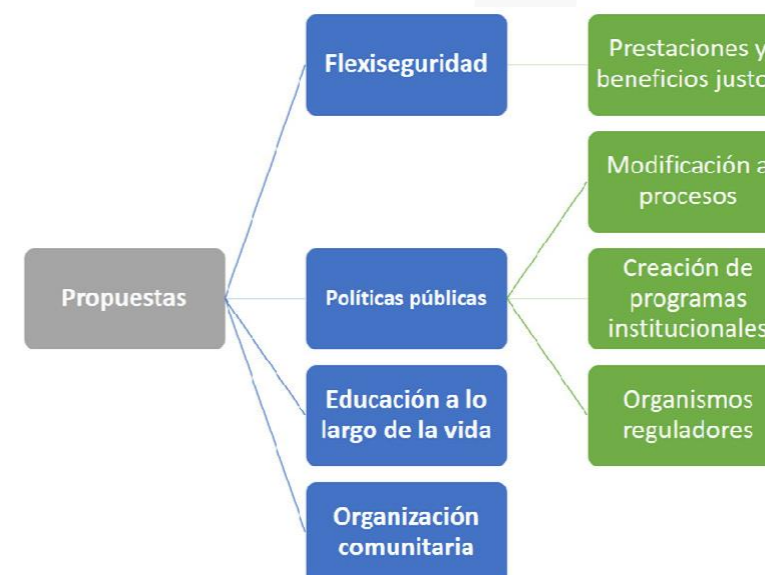 Propuestas
Flexiseguridad
Políticas públicas
Educación a lo
largo de la vida
Organización
comunitaria
Prestaciones y
beneficios justo
Modificación a
procesos
Creación de
programas
institucionales
Organismos
reguladores